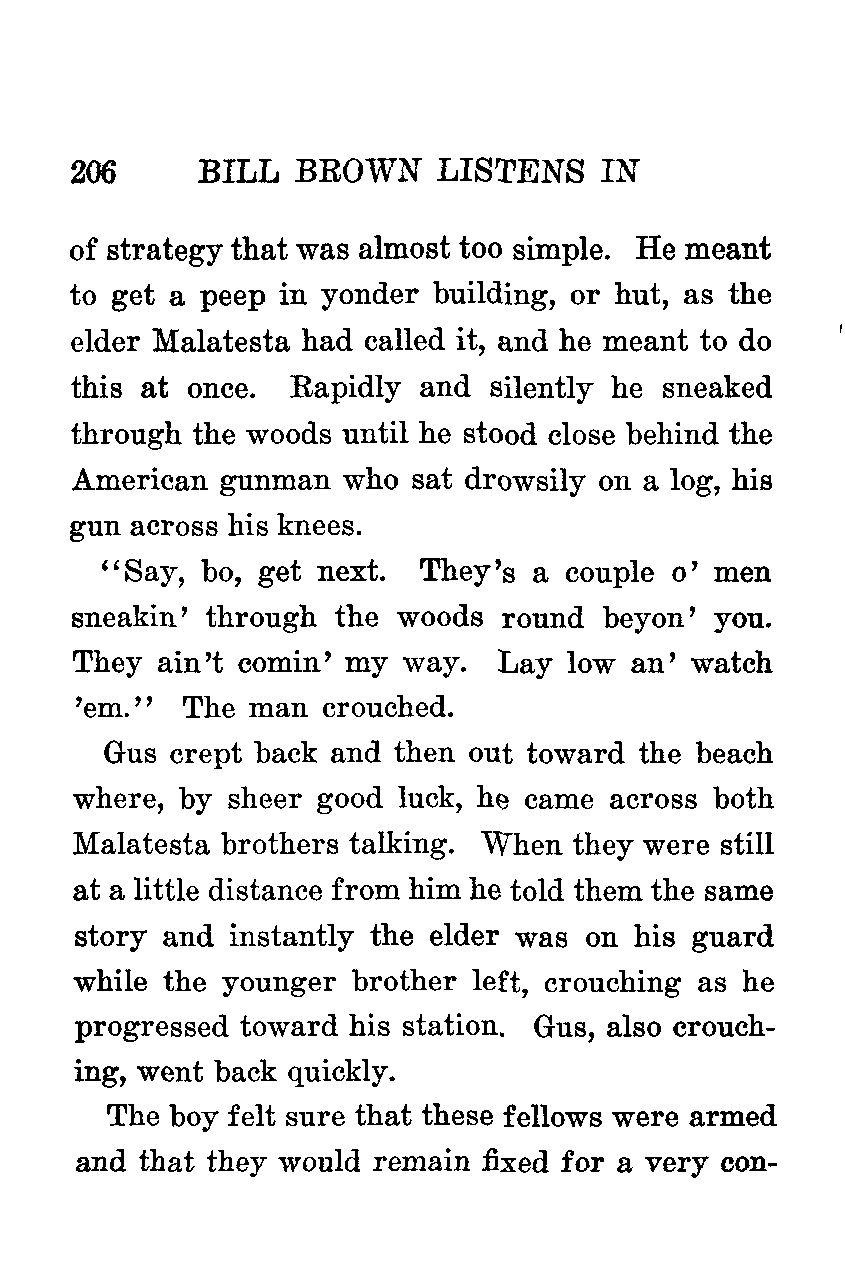 206 BILL BROWN LISTENS IN
of strategy that was almost too simple. He meant
to get a peep in yonder building, or hut, as the
elder Malatesta had called it, and he meant to do
this at once. Rapidly and silently he sneaked
through the woods until he stood close behind the
American gunman who sat drowsily on a log, his
gun across his knees.
“Say, bo, get next. They’s a couple o’ men
sneakin’ through the woods round beyon’ you.
They ain’t comin’ my way. Lay low an’ watch
’em.” The man crouched.
Gus crept back and then out toward the beach
where, by sheer good luck, he came across both
Malatesta brothers talking. When they were still
at a little distance from him he told them the same
story and instantly the elder was on his guard
while the younger brother left, crouching as he
progressed toward his station. Gus, also crouch-
ing, went back quickly.
The boy felt sure that these fellows were armed
and that they would remain fixed for a very con-